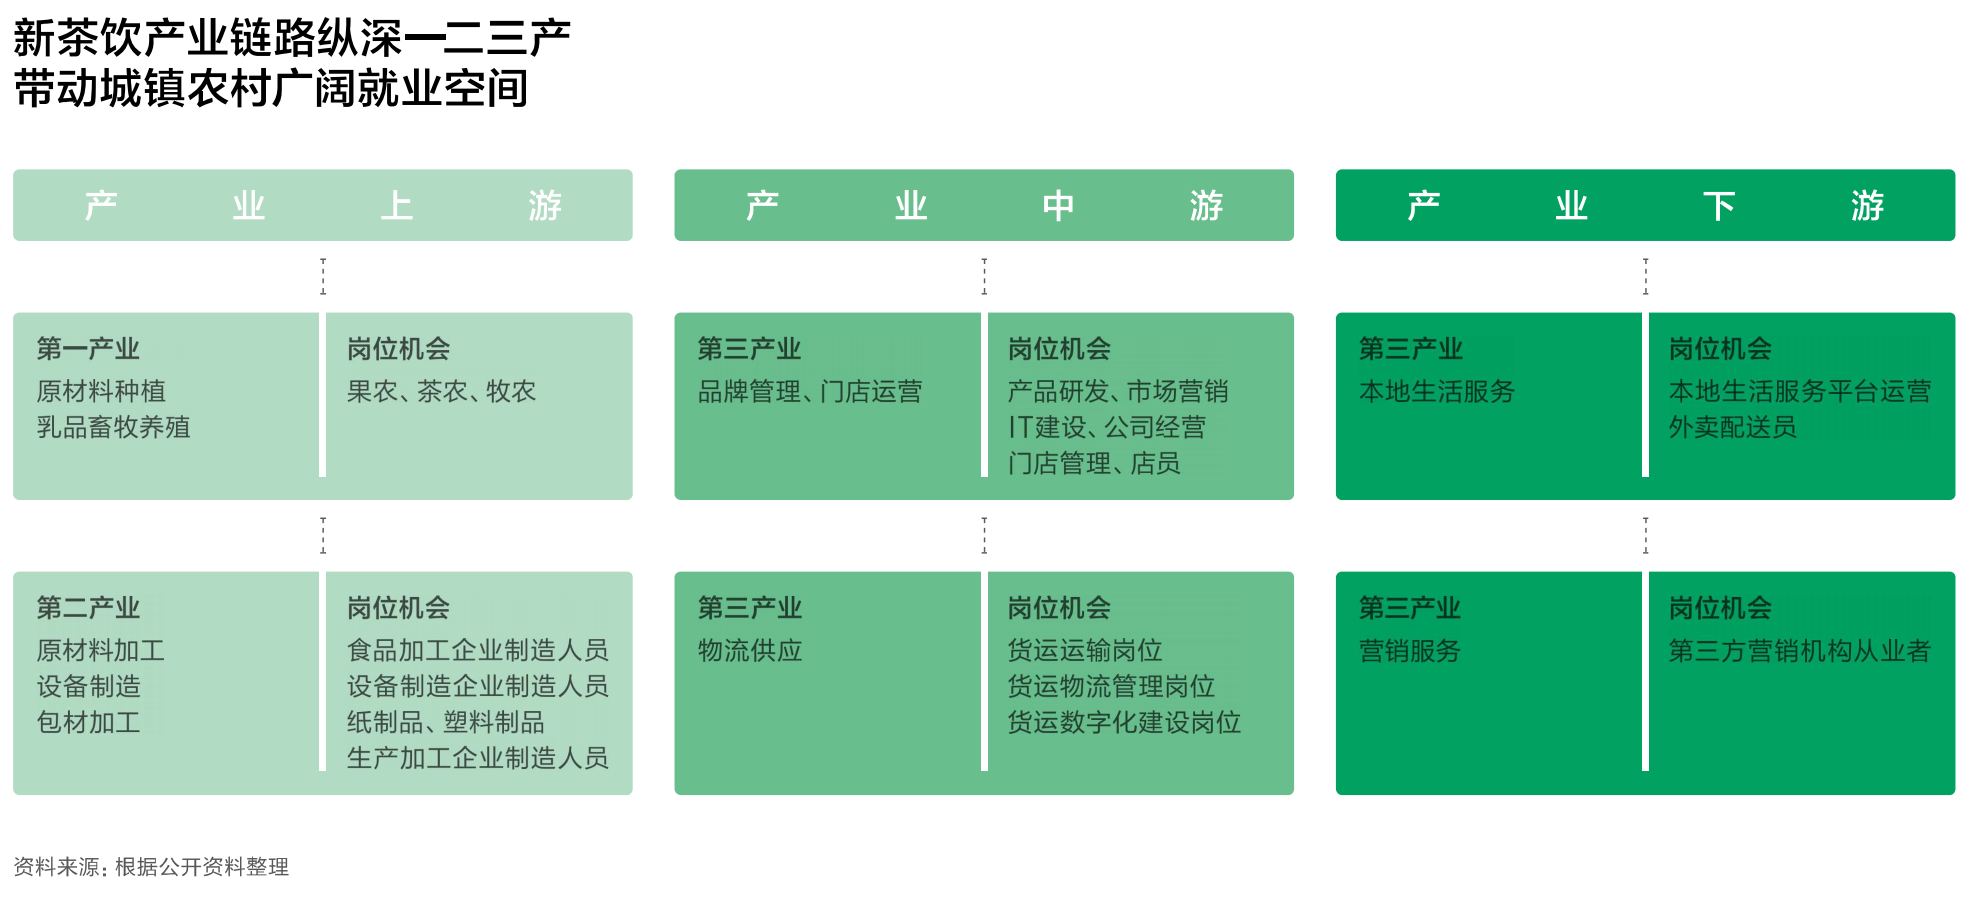 新茶饮产业链路纵深一二三产
带动城镇农村广阔就业空间
产业上游
第一产业
原材料种植
乳品畜牧养殖
岗位机会
果农、茶农、牧农
第二产业
原材料加工
设备制造
包材加工
岗位机会
食品加工企业制造人员
设备制造企业制造人员
纸制品、塑料制品
生产加工企业制造人员
产业中游
第三产业
品牌管理、门店运营
岗位机会
产品研发、市场营销
IT建设、公司经营
门店管理、店员
第三产业
物流供应
岗位机会
货运运输岗位
货运物流管理岗位
货运数字化建设岗位
产业下游
第三产业
本地生活服务
岗位机会
本地生活服务平台运营
外卖配送员
第三产业
营销服务
岗位机会
第三方营销机构从业者
资料来源：根据公开资料整理